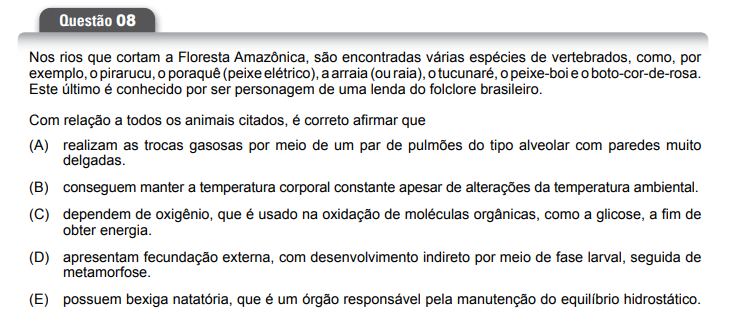 Questão 08
Nos rios que cortam a Floresta Amazônica, são encontradas várias espécies de vertebrados, como, por
exemplo, o pirarucu, o poraquê (peixe elétrico), a arraia (ou raia), o tucunaré, o peixe-boi e o boto-cor-de-rosa.
Este último é conhecido por ser personagem de uma lenda do folclore brasileiro.
Com relação a todos os animais citados, é correto afirmar que
(A) realizam as trocas gasosas por meio de um par de pulmões do tipo alveolar com paredes muito
delgadas.
(B) conseguem manter a temperatura corporal constante apesar de alterações da temperatura ambiental.
(C) dependem de oxigênio, que é usado na oxidação de moléculas orgânicas, como a glicose, a fim de
obter energia.
(D) apresentam fecundação externa, com desenvolvimento indireto por meio de fase larval, seguida de
metamorfose.
(E) possuem bexiga natatória, que é um órgão responsável pela manutenção do equilíbrio hidrostático.